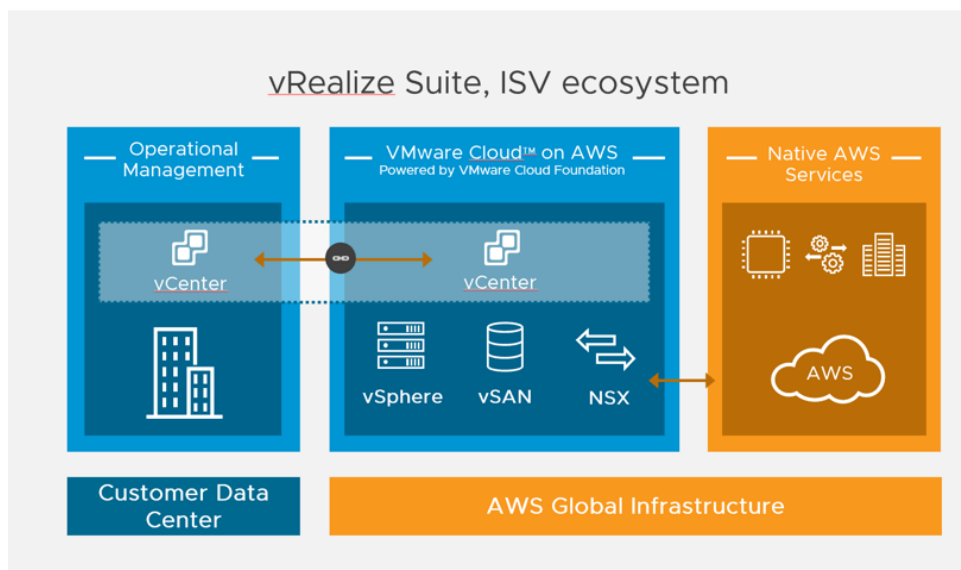 vRealize Suite, ISV ecosystem
Operational
Management
VMware Cloud™ on AWS
Powered by VMware Cloud Foundation
Native AWS
Services
vCenter
vCenter
vSphere
vSAN
NSX
AWS
Customer Data
Center
AWS Global Infrastructure